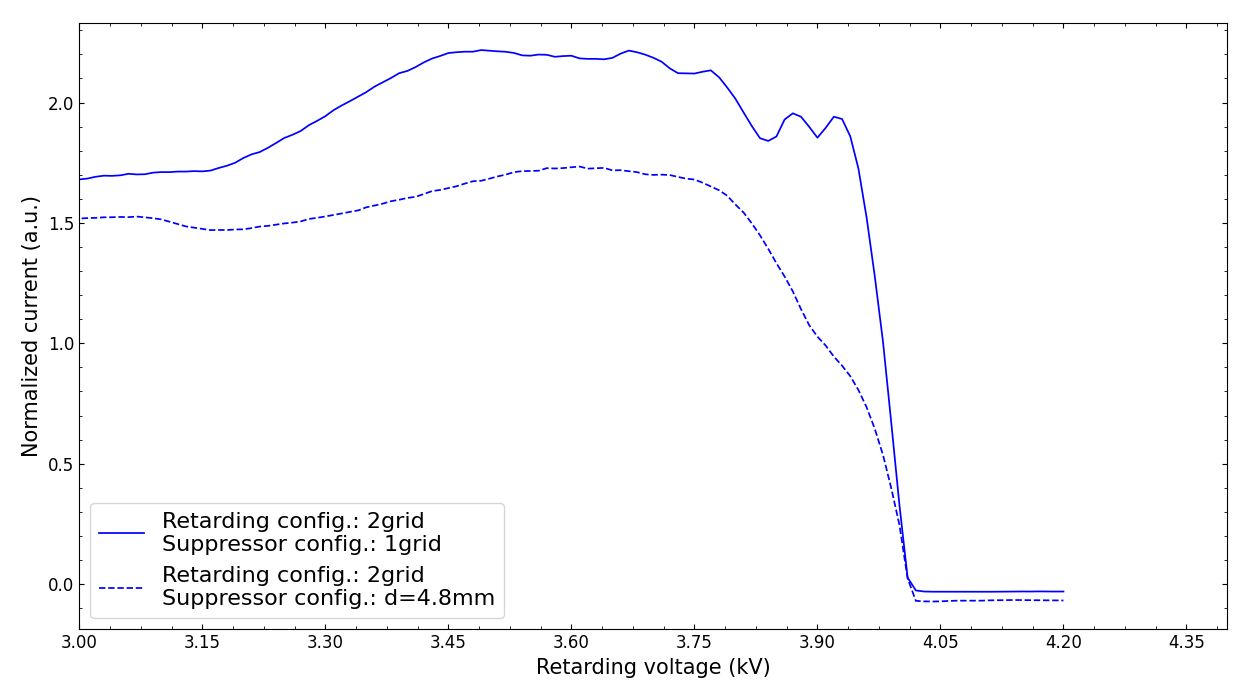 Normalized current (a.u.)
2.0
1.5
1.0
0.5
0.0
Retarding config.: 2grid
Suppressor config.: 1grid
Retarding config.: 2grid
Suppressor config.: d=4.8mm
3.00 3.15 3.30 3.45 3.60 3.75 3.90 4.05 4.20 4.35
Retarding voltage (kV)